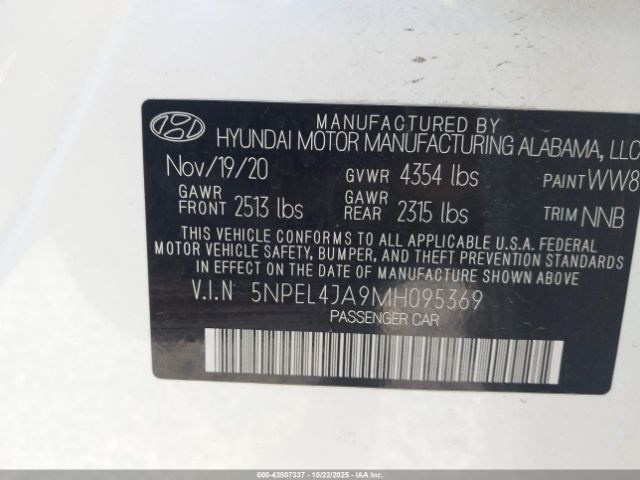 MANUFACTURED BY
HYUNDAI MOTOR MANUFACTURING ALABAMA, LLC
Nov/19/20 GVWR 4354 lbs PAINT WW8
GAWR FRONT 2513 lbs GAWR REAR 2315 lbs TRIM NNB
THIS VEHICLE CONFORMS TO ALL APPLICABLE U.S.A. FEDERAL
MOTOR VEHICLE SAFETY, BUMPER, AND THEFT PREVENTION
STANDARDS IN EFFECT ON THE DATE OF MANUFACTURE SHOWN ABOVE
V.I.N 5NPEL4JA9MH095369
PASSENGER CAR
000-43507337 - 10/22/2025 - IAA Holdings, LLC. - Copyright